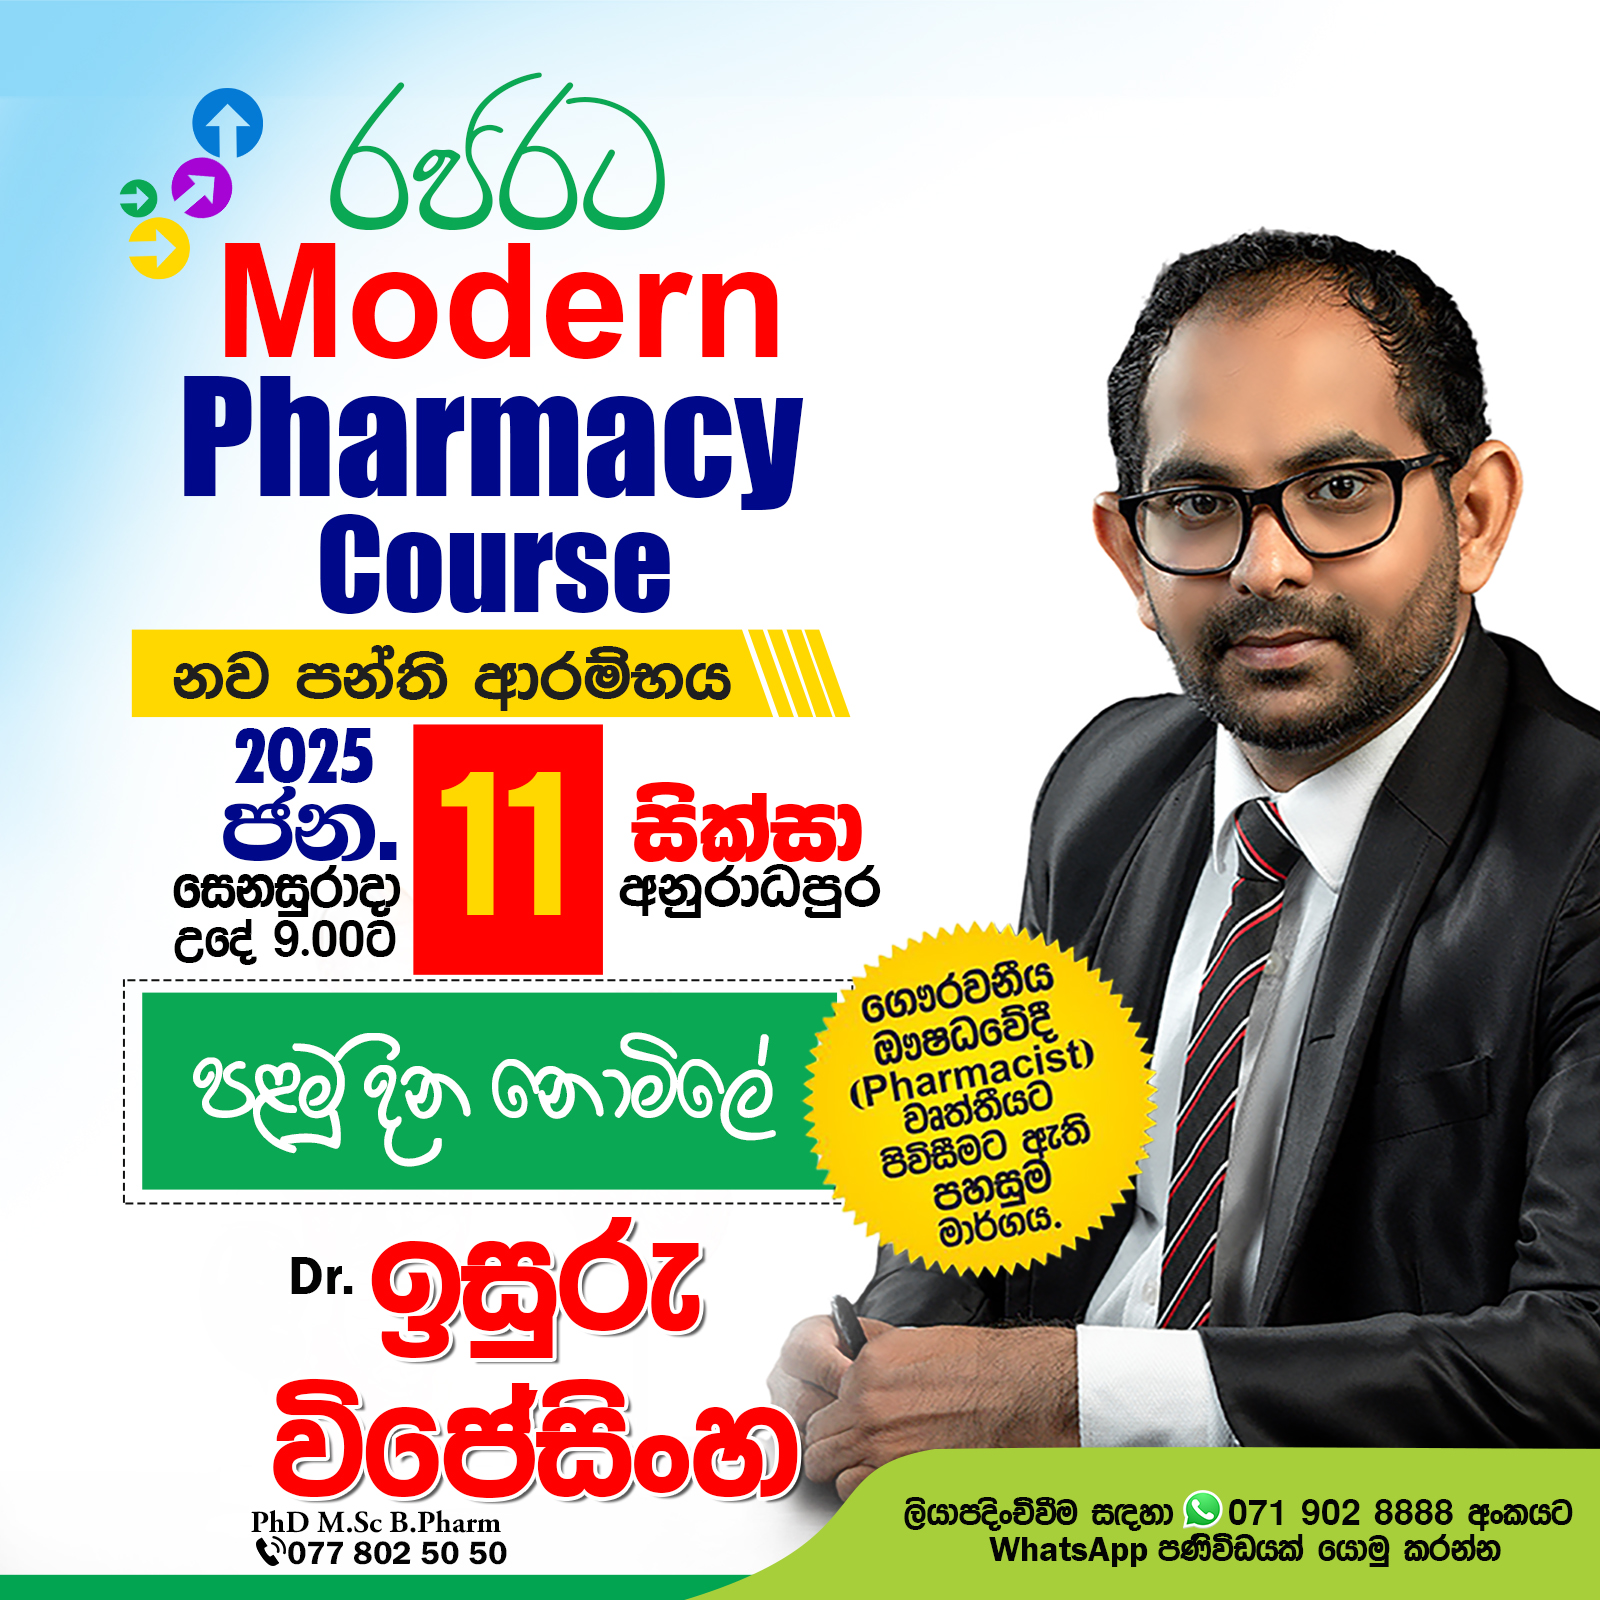 රජරට
Modern
Pharmacy
Course
නව පන්ති ආරම්භය
2025
ජන.
සෙනසුරාදා
උදේ 9.00ට
11
සික්සා
අනුරාධපුර
පළමු දින නොමිලේ
ගෞරවනීය
ඖෂධවේදී
(Pharmacist)
වෘත්තීයට
පිවිසීමට ඇති
පහසුම
මාර්ගය.
Dr. ඉසුරු
විජේසිංහ
PhD M.Sc B.Pharm
077 802 50 50
ලියාපදිංචිවීම සඳහා 071 902 8888 අංකයට
WhatsApp පණිවිඩයක් යොමු කරන්න